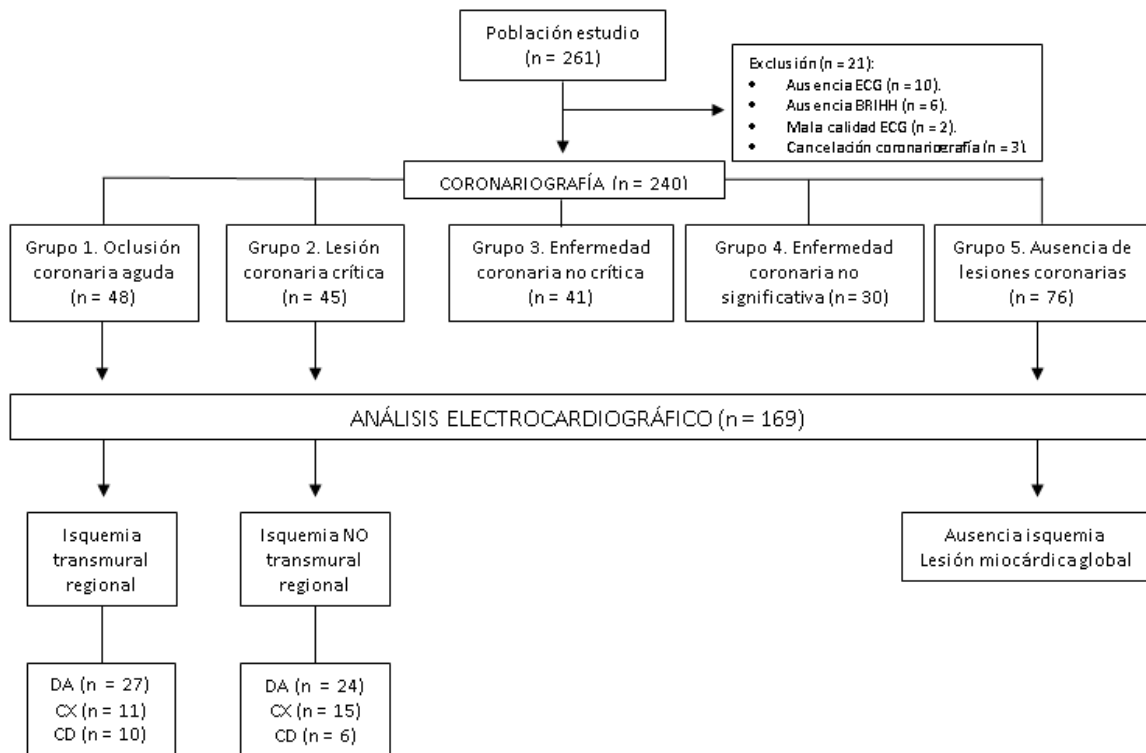 Población estudio
(n = 261)
Exclusión (n = 21):
• Ausencia ECG (n = 10).
• Ausencia BRIHH (n = 6).
• Mala calidad ECG (n = 2).
• Cancelación coronariografía (n = 3)
CORONARIOGRAFÍA (n = 240)
Grupo 1. Oclusión
coronaria aguda
(n = 48)
Grupo 2. Lesión
coronaria crítica
(n = 45)
Grupo 3. Enfermedad
coronaria no crítica
(n = 41)
Grupo 4. Enfermedad
coronaria no
significativa (n = 30)
Grupo 5. Ausencia de
lesiones coronarias
(n = 76)
ANÁLISIS ELECTROCARDIOGRÁFICO (n = 169)
Isquemia
transmural
regional
Isquemia NO
transmural
regional
Ausencia isquemia
Lesión miocárdica global
DA (n = 27)
CX (n = 11)
CD (n = 10)
DA (n = 24)
CX (n = 15)
CD (n = 6)